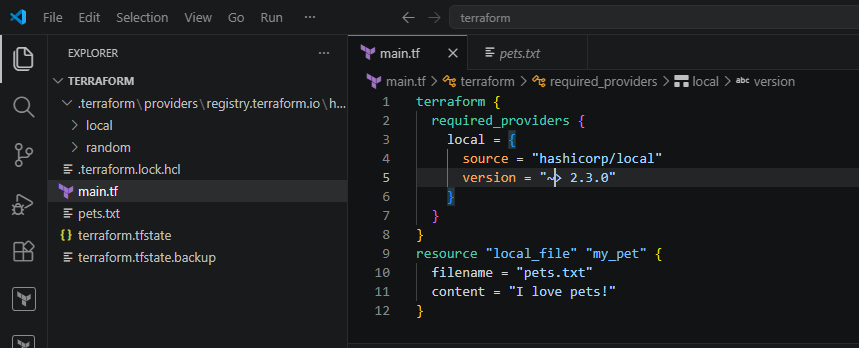 File Edit Selection View Go Run ··· ← → terraform
EXPLORER ···
TERRAFORM
.terraform\providers\registry.terraform.io\h...
local
random
.terraform.lock.hcl
main.tf
pets.txt
terraform.tfstate
terraform.tfstate.backup
main.tf × pets.txt
main.tf > terraform > required_providers > local > abc version
1 terraform {
2 required_providers {
3 local = {
4 source = "hashicorp/local"
5 version = "~> 2.3.0"
6 }
7 }
8 }
9 resource "local_file" "my_pet" {
10 filename = "pets.txt"
11 content = "I love pets!"
12 }